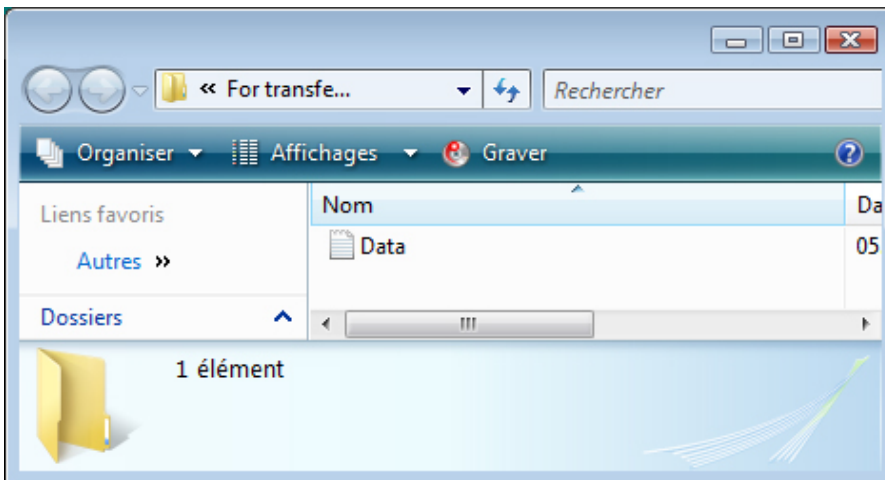 « For transfe...
Rechercher
Organiser Affichages Graver ?
Liens favoris
Autres »
Dossiers
Nom Da
Data 05
1 élément